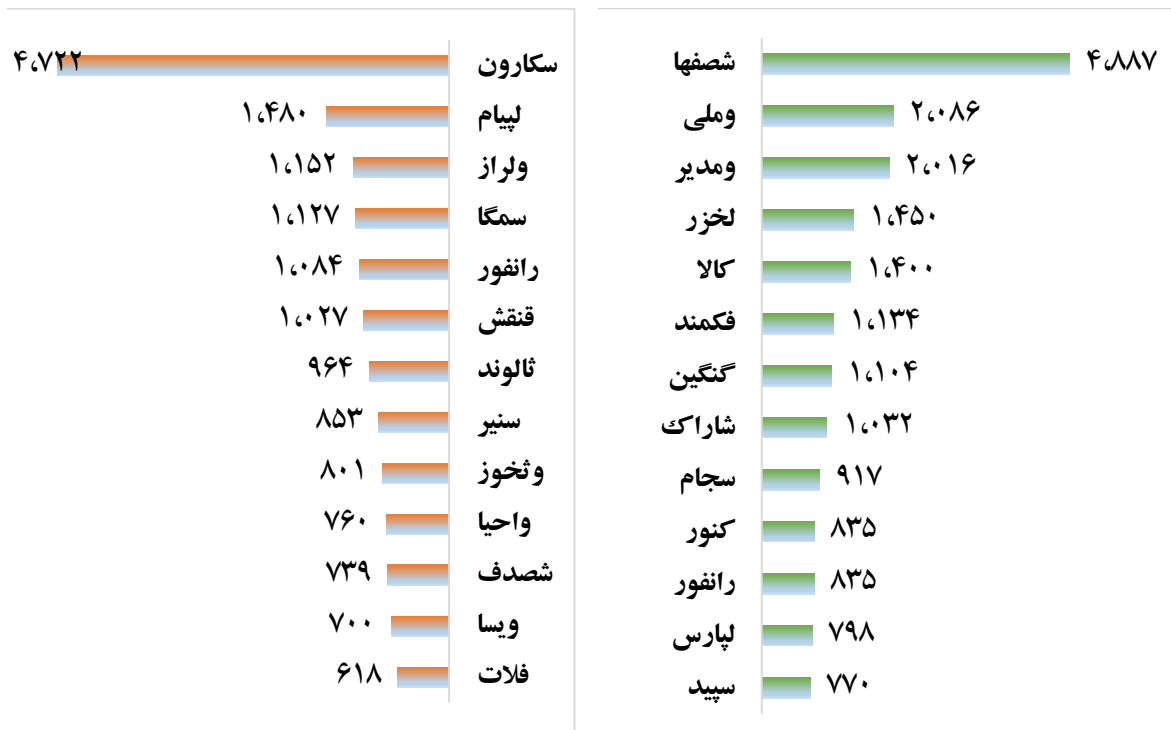 شصفها ۴،۸۸۷
وملی ۲،۰۸۶
ومدیر ۲،۰۱۶
لخزر ۱،۴۵۰
کالا ۱،۴۰۰
فکمند ۱،۱۳۴
گنگین ۱،۱۰۴
شاراك ۱،۰۳۲
سجام ۹۱۷
کنور ۸۳۵
رانفور ۸۳۵
لپارس ۷۹۸
سپید ۷۷۰
سکارون ۴،۷۲۲
لپیام ۱،۴۸۰
ولراز ۱،۱۵۲
سمگا ۱،۱۲۷
رانفور ۱،۰۸۴
قنقش ۱،۰۲۷
ثالوند ۹۶۴
سنیر ۸۵۳
وثخوز ۸۰۱
واحیا ۷۶۰
شصدف ۷۳۹
ویسا ۷۰۰
فلات ۶۱۸